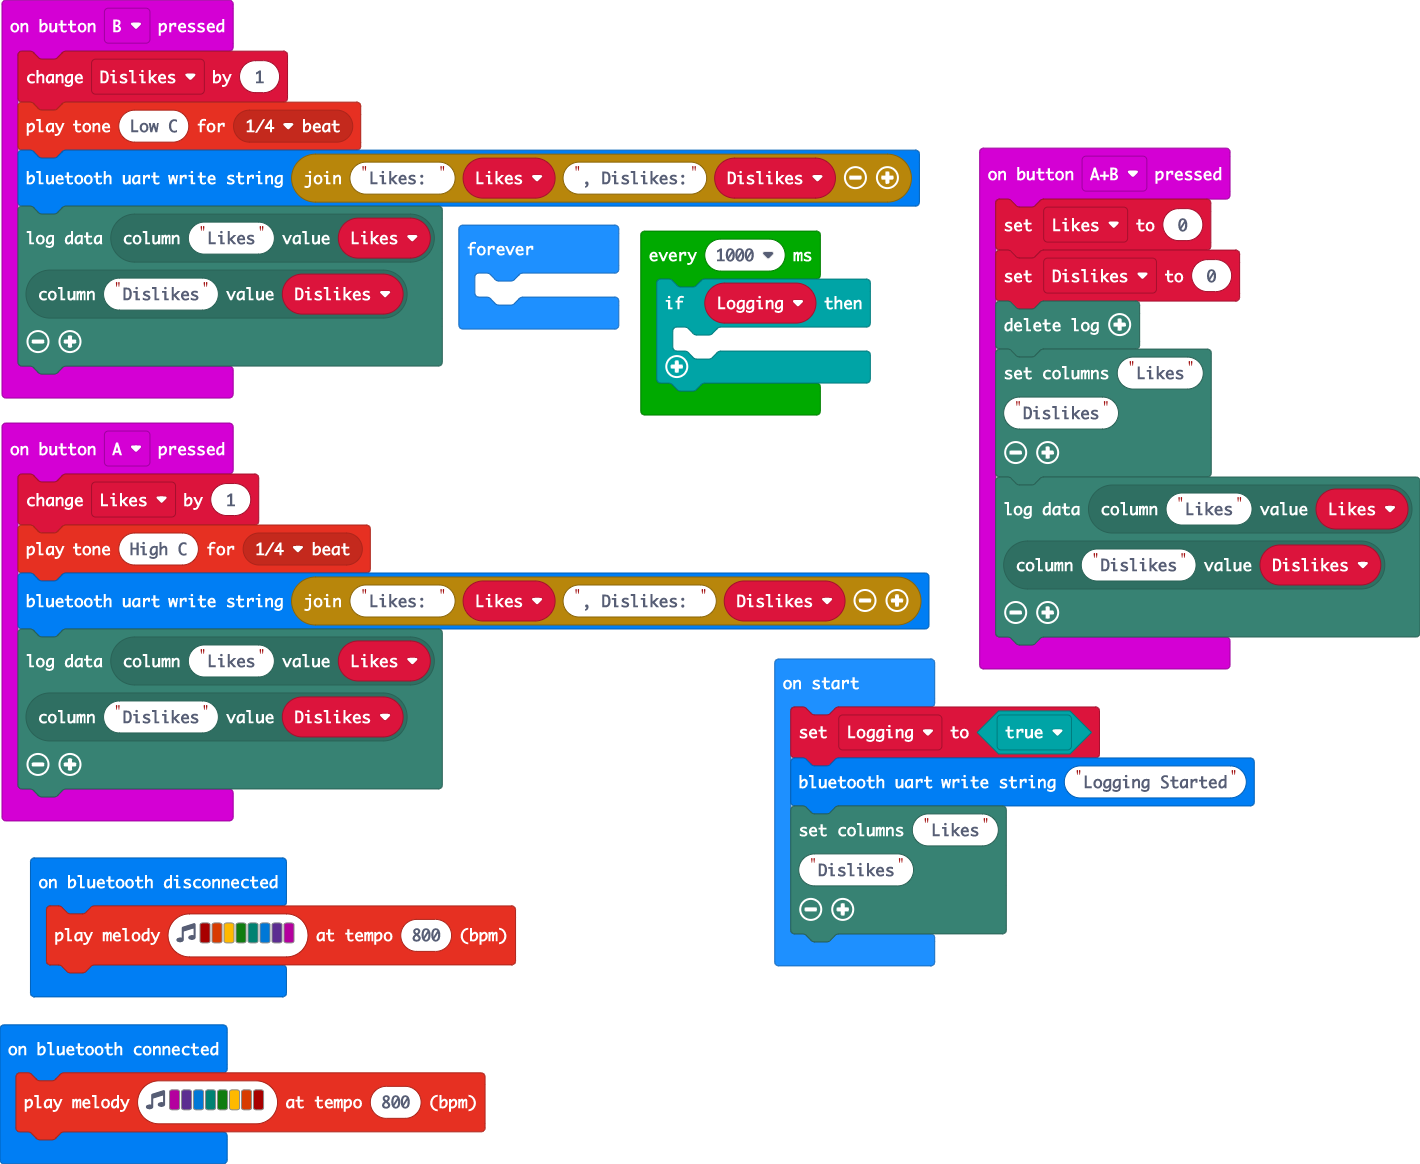 on button B pressed
change Dislikes by 1
play tone Low C for 1/4 beat
bluetooth uart write string join "Likes: " Likes ", Dislikes:" Dislikes
log data column "Likes" value Likes
column "Dislikes" value Dislikes
forever
every 1000 ms
if Logging then
on button A+B pressed
set Likes to 0
set Dislikes to 0
delete log
set columns "Likes"
"Dislikes"
log data column "Likes" value Likes
column "Dislikes" value Dislikes
on button A pressed
change Likes by 1
play tone High C for 1/4 beat
bluetooth uart write string join "Likes: " Likes ", Dislikes: " Dislikes
log data column "Likes" value Likes
column "Dislikes" value Dislikes
on start
set Logging to true
bluetooth uart write string "Logging Started"
set columns "Likes"
"Dislikes"
on bluetooth disconnected
play melody at tempo 800 (bpm)
on bluetooth connected
play melody at tempo 800 (bpm)